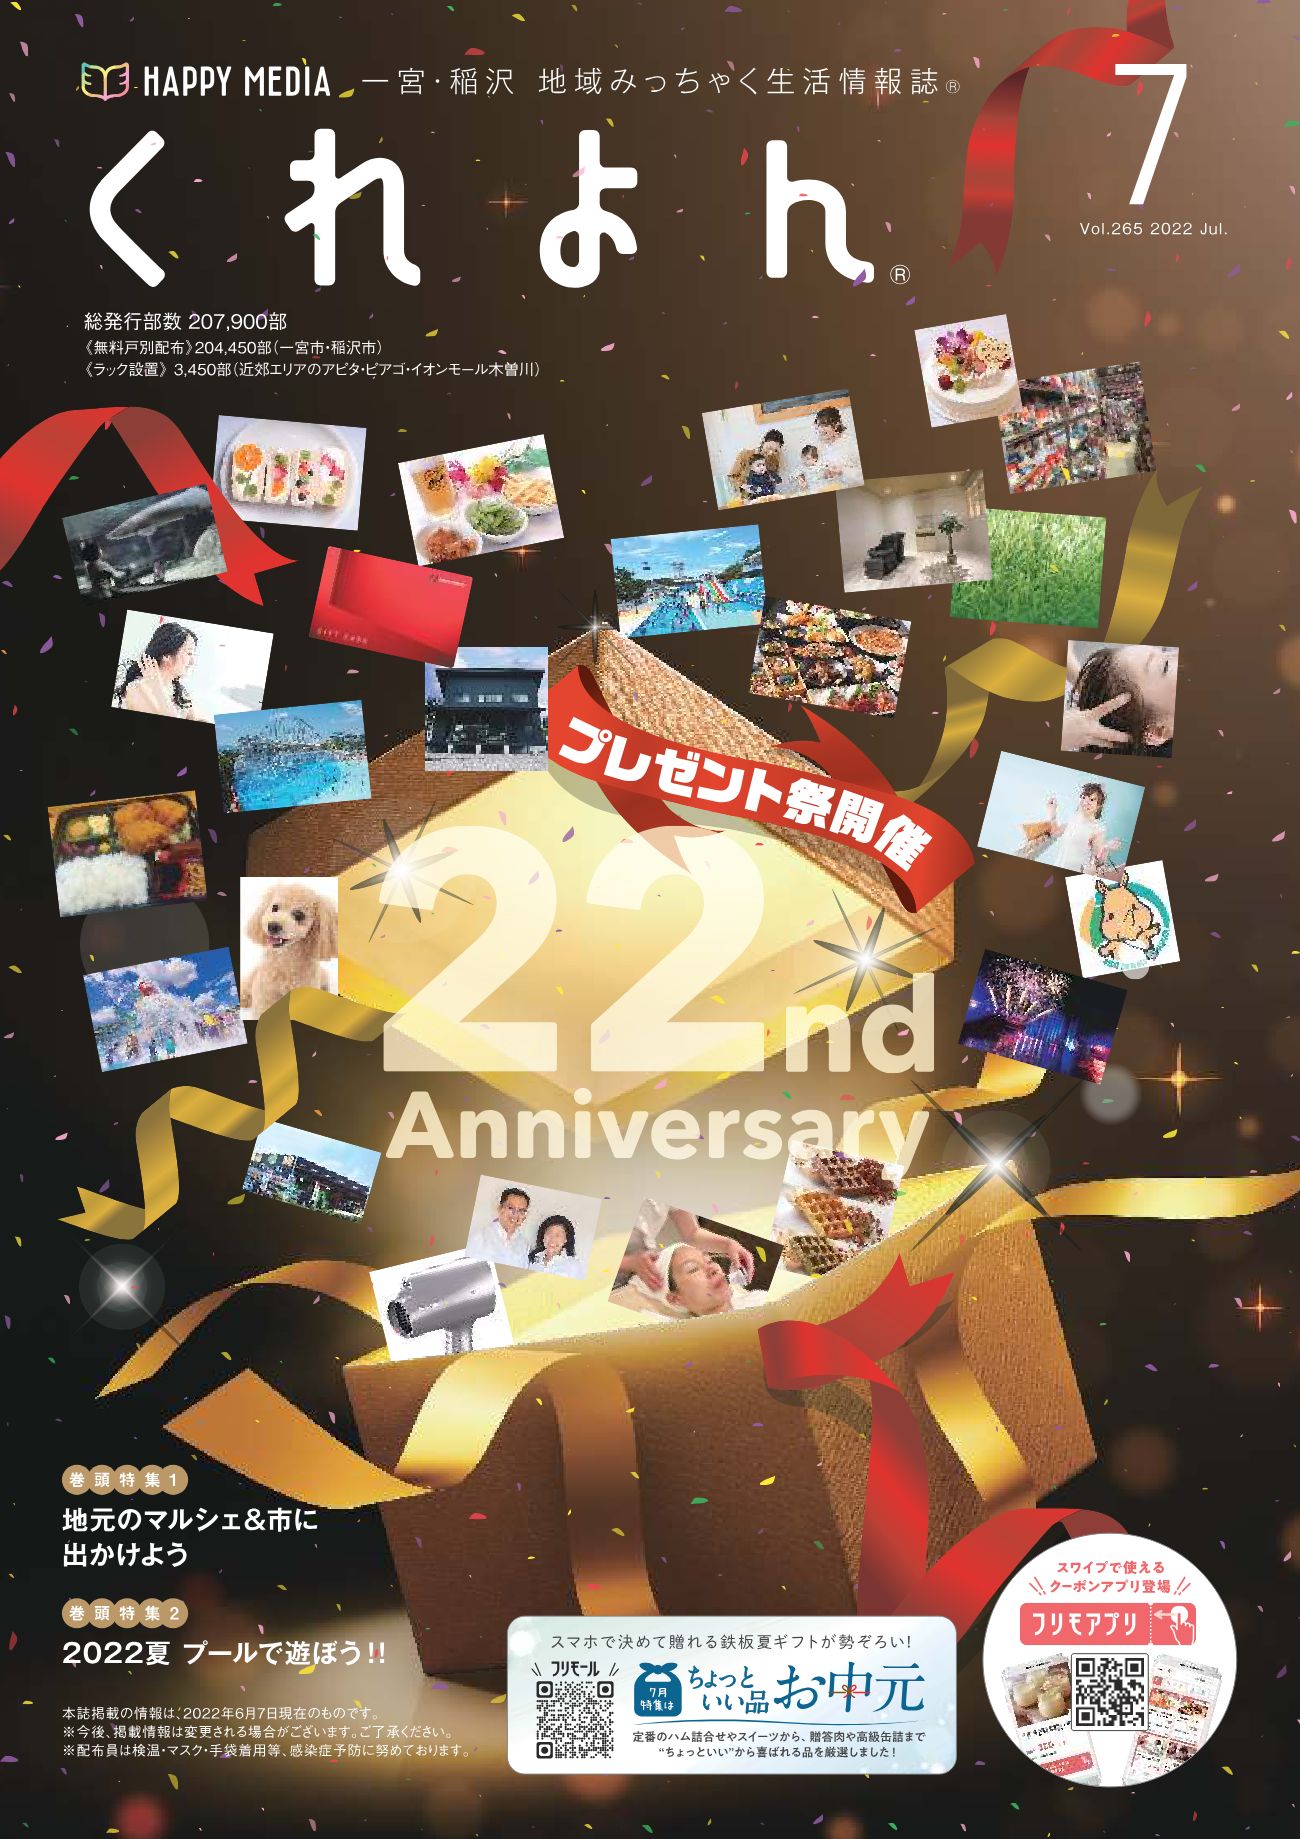 HAPPY MEDIA 一宮・稲沢 地域みっちゃく生活情報誌®
くれよん®
7
Vol.265 2022 Jul.
総発行部数 207,900部
《無料戸別配布》204,450部（一宮市・稲沢市）
《ラック設置》 3,450部（近郊エリアのアピタ・ピアゴ・イオンモール木曽川）
GIFT CARD
プレゼント祭開催
22nd
Anniversary
巻頭特集1
地元のマルシェ&市に
出かけよう
巻頭特集2
2022夏 プールで遊ぼう!!
本誌掲載の情報は、2022年6月7日現在のものです。
※今後、掲載情報は変更される場合がございます。ご了承ください。
※配布員は検温・マスク・手袋着用等、感染症予防に努めております。
スマホで決めて贈れる鉄板夏ギフトが勢ぞろい!
フリモール
7月
特集は
ちょっと
いい品
お中元
定番のハム詰合せやスイーツから、贈答肉や高級缶詰まで
“ちょっといい”から喜ばれる品を厳選しました!
スワイプで使える
クーポンアプリ登場
フリモアプリ